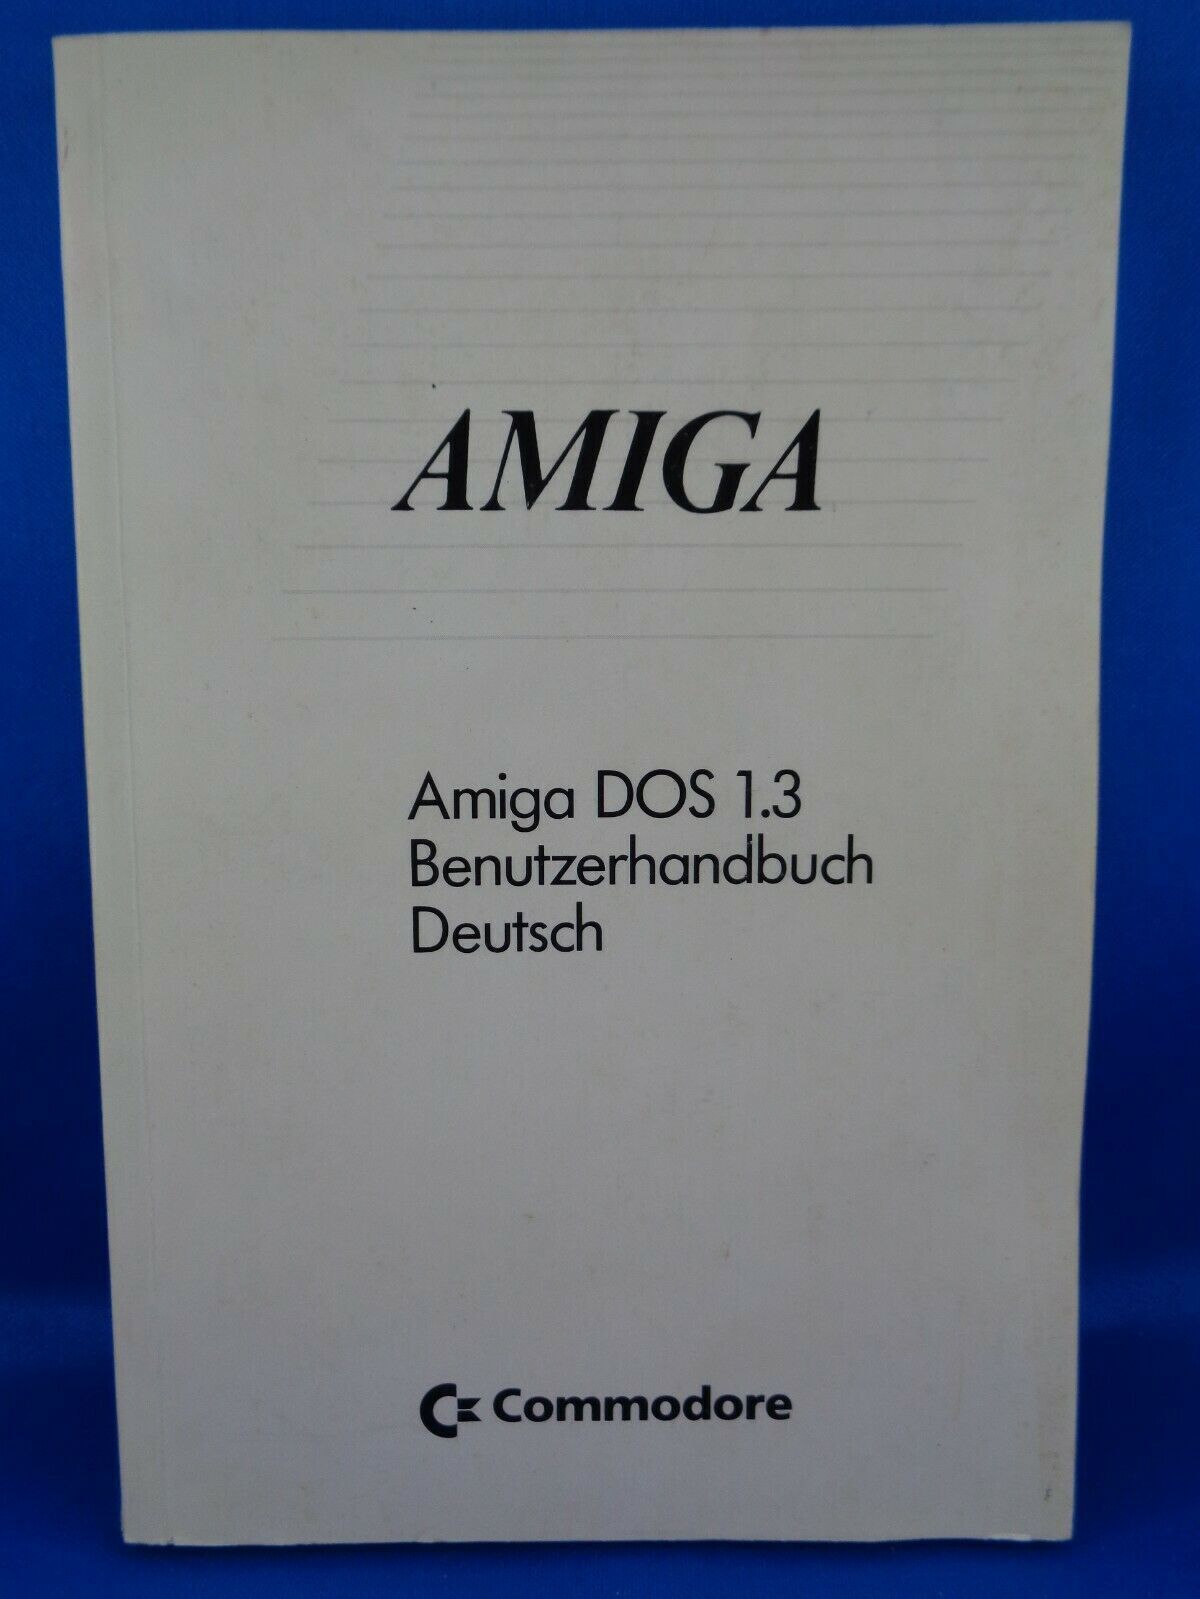 AMIGA
Amiga DOS 1.3
Benutzerhandbuch
Deutsch
Commodore